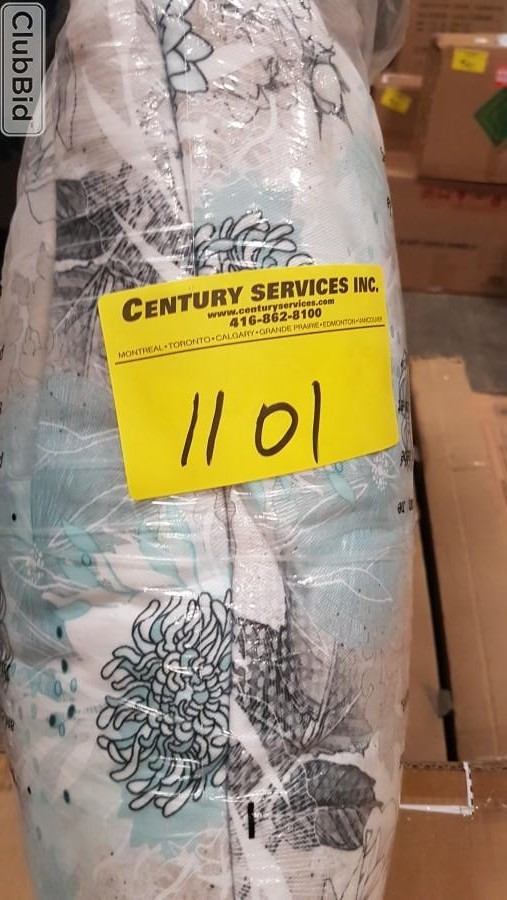 ClubBid
CENTURY SERVICES INC.
www.centuryservices.com
416-862-8100
MONTREAL•TORONTO•CALGARY•GRANDE PRAIRIE•EDMONTON•VANCOUVER
1101